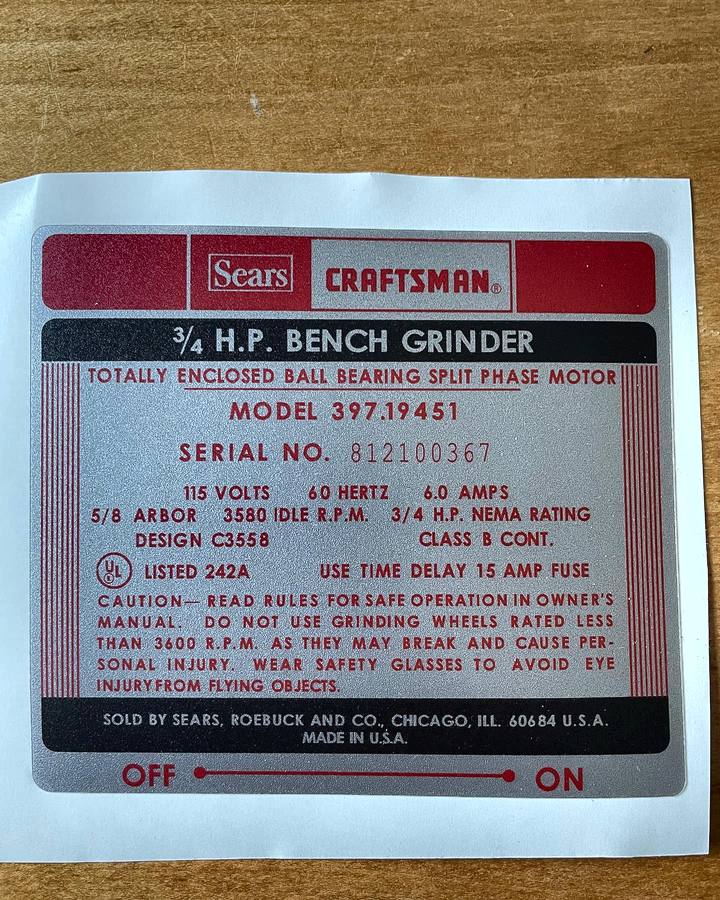 Sears CRAFTSMAN®
3/4 H.P. BENCH GRINDER
TOTALLY ENCLOSED BALL BEARING SPLIT PHASE MOTOR
MODEL 397.19451
SERIAL NO. 812100367
115 VOLTS 60 HERTZ 6.0 AMPS
5/8 ARBOR 3580 IDLE R.P.M. 3/4 H.P. NEMA RATING
DESIGN C3558 CLASS B CONT.
UL LISTED 242A USE TIME DELAY 15 AMP FUSE
CAUTION— READ RULES FOR SAFE OPERATION IN OWNER'S
MANUAL. DO NOT USE GRINDING WHEELS RATED LESS
THAN 3600 R.P.M. AS THEY MAY BREAK AND CAUSE PER-
SONAL INJURY. WEAR SAFETY GLASSES TO AVOID EYE
INJURY FROM FLYING OBJECTS.
SOLD BY SEARS, ROEBUCK AND CO., CHICAGO, ILL. 60684 U.S.A.
MADE IN U.S.A.
OFF ON